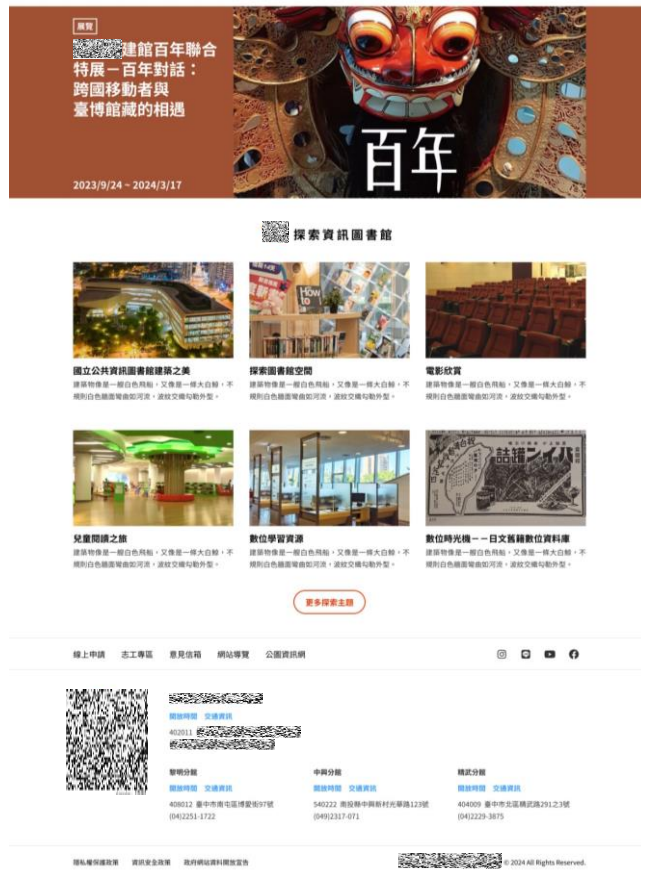 展覽
建館百年聯合
特展－百年對話：
跨國移動者與
臺博館藏的相遇
2023/9/24 ~ 2024/3/17
百年
探索資訊圖書館
How to
國立公共資訊圖書館建築之美
建築物像是一艘白色飛船，又像是一條大白鯨，不
規則白色牆面彎曲如河流，波紋交織勾勒外型。
探索圖書館空間
建築物像是一艘白色飛船，又像是一條大白鯨，不
規則白色牆面彎曲如河流，波紋交織勾勒外型。
電影欣賞
建築物像是一艘白色飛船，又像是一條大白鯨，不
規則白色牆面彎曲如河流，波紋交織勾勒外型。
詰罐ンイパ
兒童閱讀之旅
建築物像是一艘白色飛船，又像是一條大白鯨，不
規則白色牆面彎曲如河流，波紋交織勾勒外型。
數位學習資源
建築物像是一艘白色飛船，又像是一條大白鯨，不
規則白色牆面彎曲如河流，波紋交織勾勒外型。
數位時光機－－日文舊籍數位資料庫
建築物像是一艘白色飛船，又像是一條大白鯨，不
規則白色牆面彎曲如河流，波紋交織勾勒外型。
更多探索主題
線上申請 志工專區 意見信箱 網站導覽 公圖資訊網
開放時間 交通資訊
402011
黎明分館
開放時間 交通資訊
408012 臺中市南屯區博愛街97號
(04)2251-1722
中興分館
開放時間 交通資訊
540222 南投縣中興新村光華路123號
(049)2317-071
精武分館
開放時間 交通資訊
404009 臺中市北區精武路291之3號
(04)2229-3875
隱私權保護政策 資訊安全政策 政府網站資料開放宣告
© 2024 All Rights Reserved.